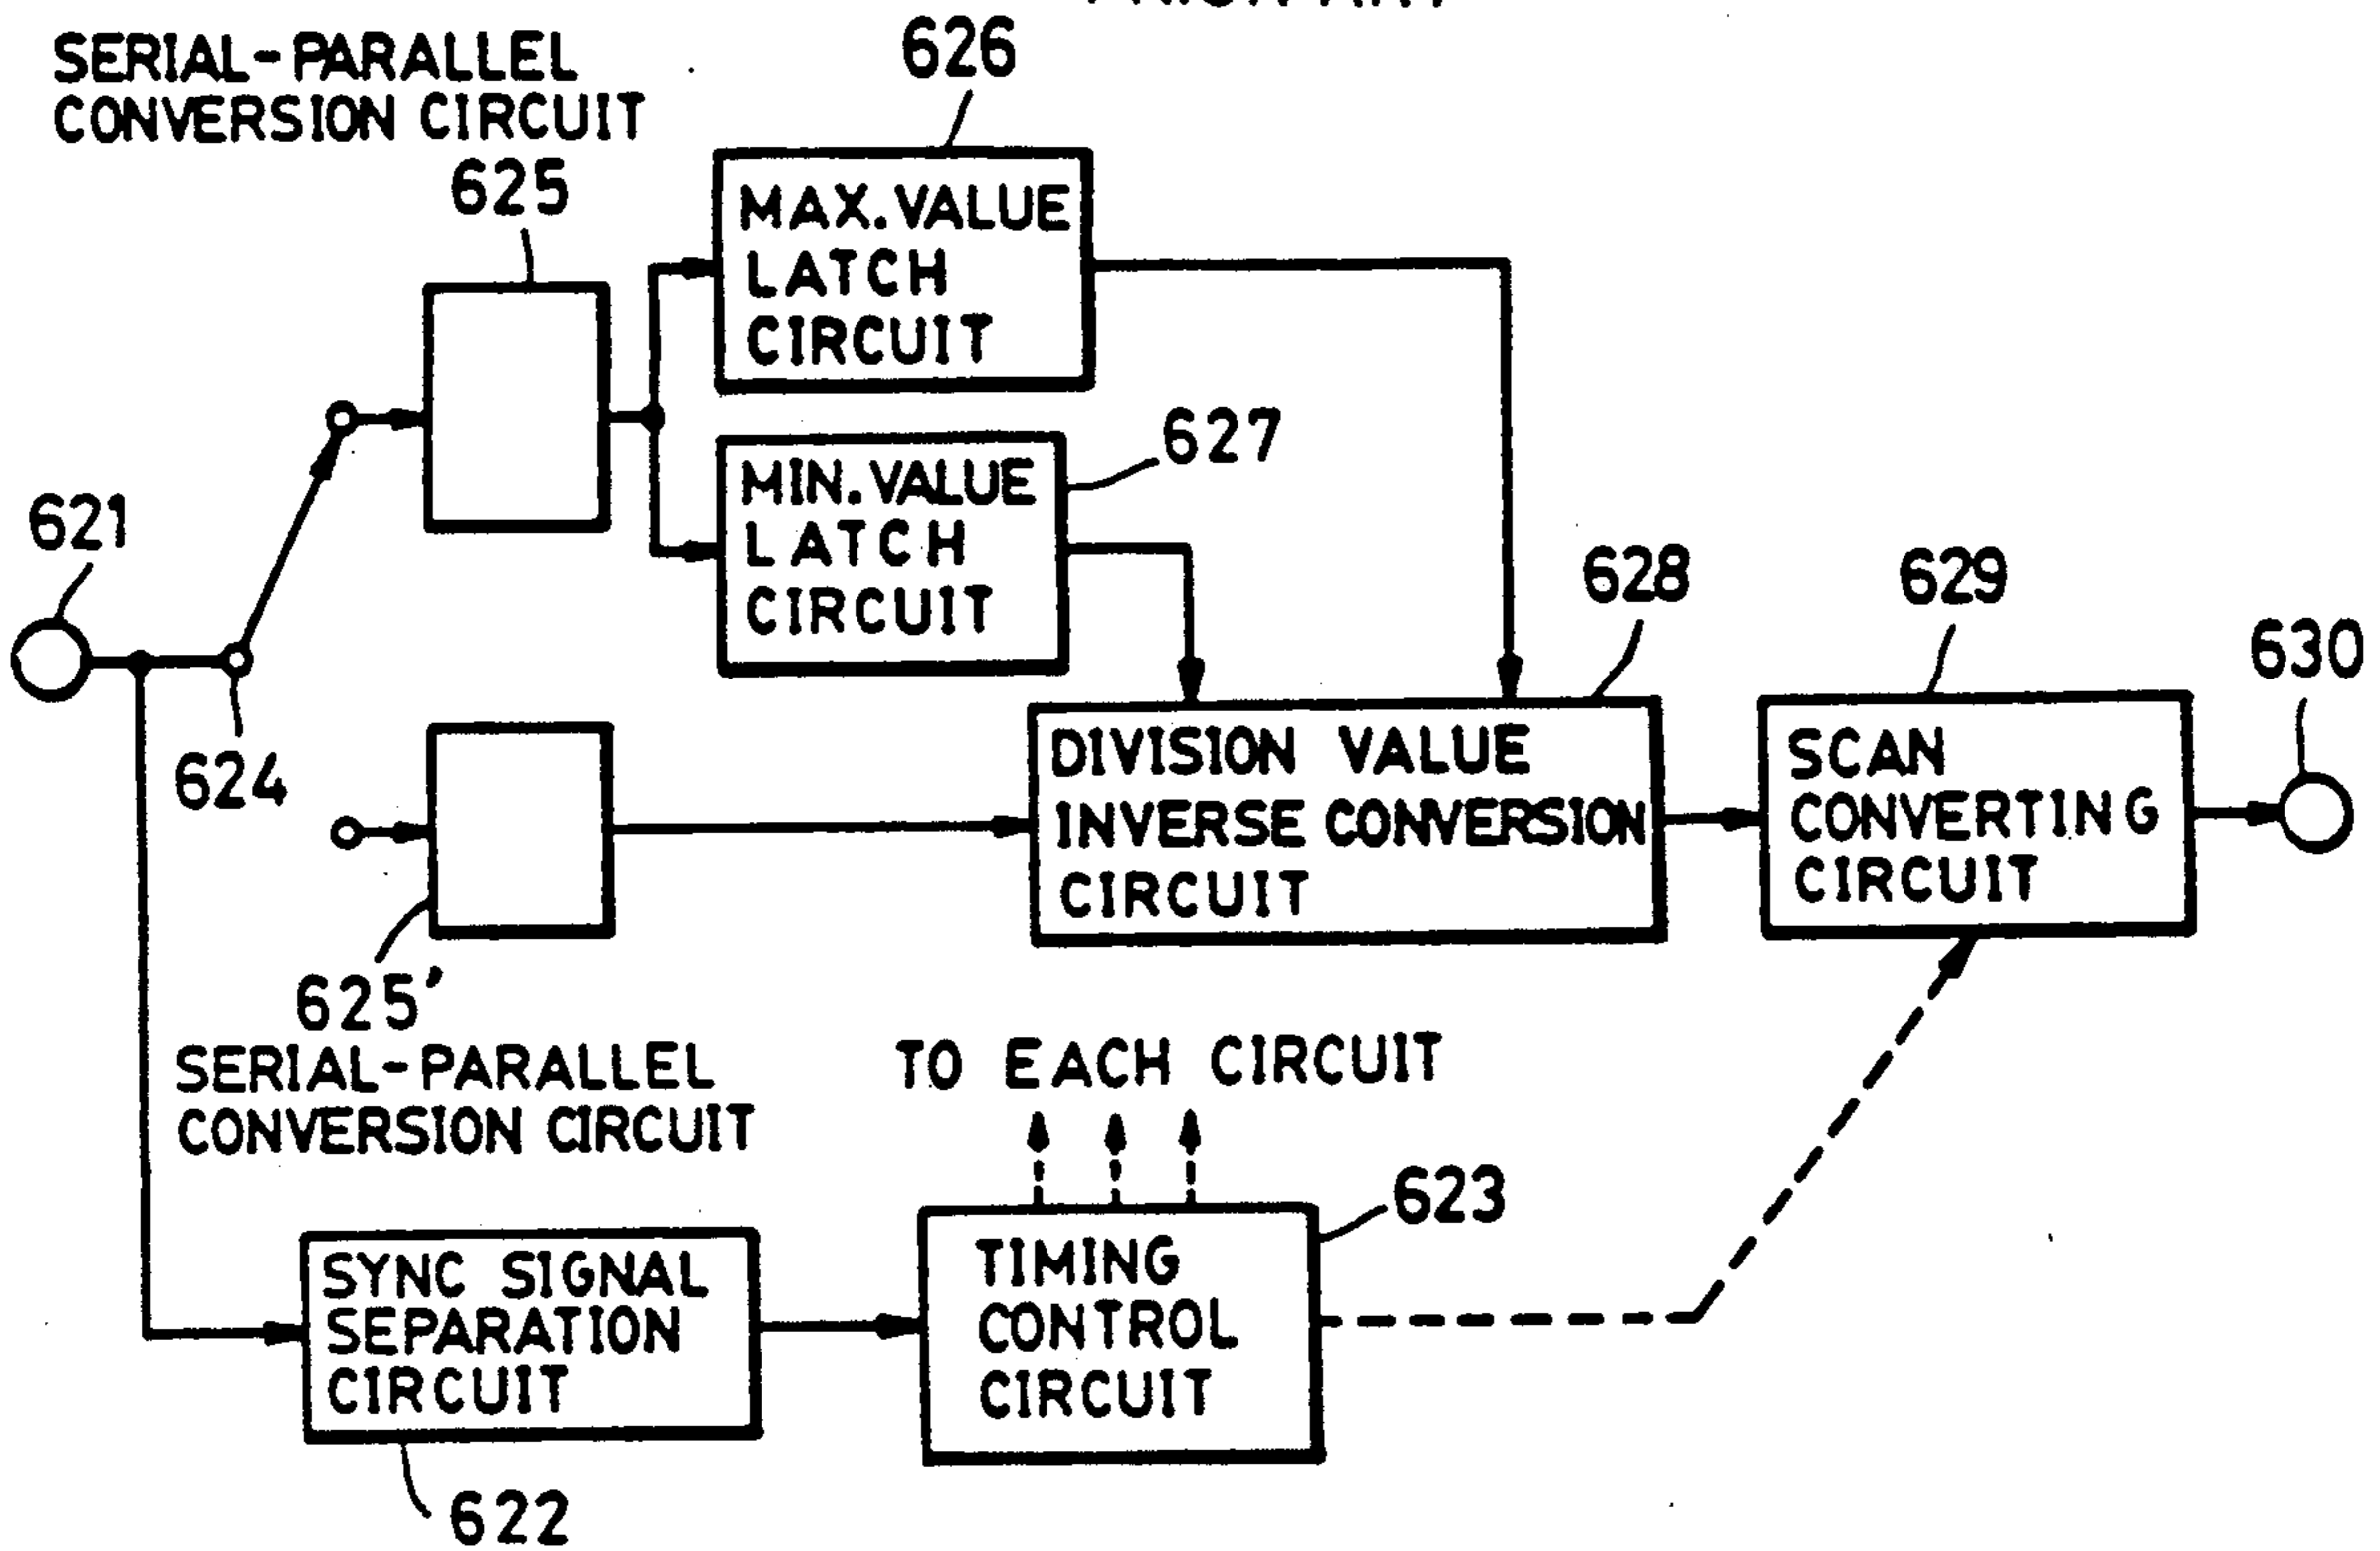 SERIAL-PARALLEL
CONVERSION CIRCUIT
625
626
MAX.VALUE
LATCH
CIRCUIT
627
MIN.VALUE
LATCH
CIRCUIT
621
624
628
DIVISION VALUE
INVERSE CONVERSION
CIRCUIT
629
SCAN
CONVERTING
CIRCUIT
630
625'
SERIAL-PARALLEL
CONVERSION CIRCUIT
TO EACH CIRCUIT
623
TIMING
CONTROL
CIRCUIT
SYNC SIGNAL
SEPARATION
CIRCUIT
622